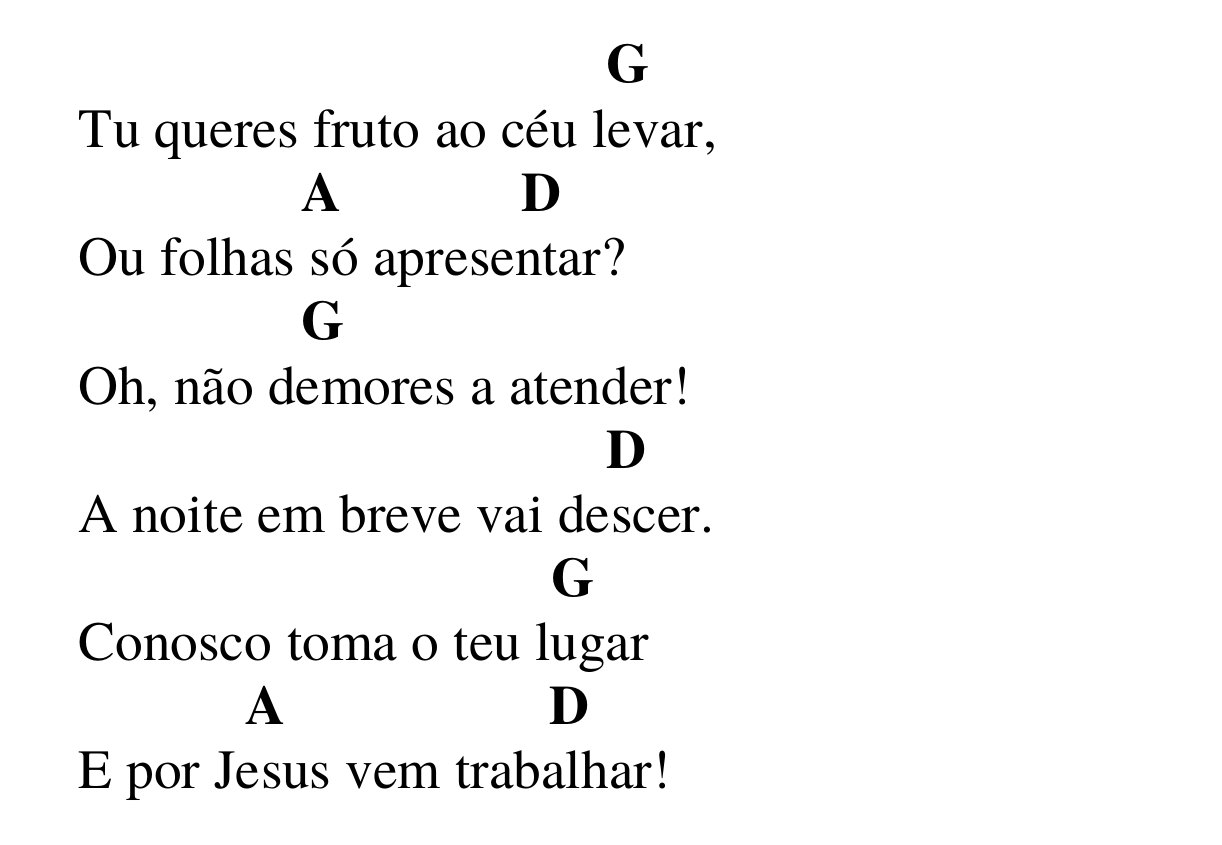 G
Tu queres fruto ao céu levar,
A D
Ou folhas só apresentar?
G
Oh, não demores a atender!
D
A noite em breve vai descer.
G
Conosco toma o teu lugar
A D
E por Jesus vem trabalhar!